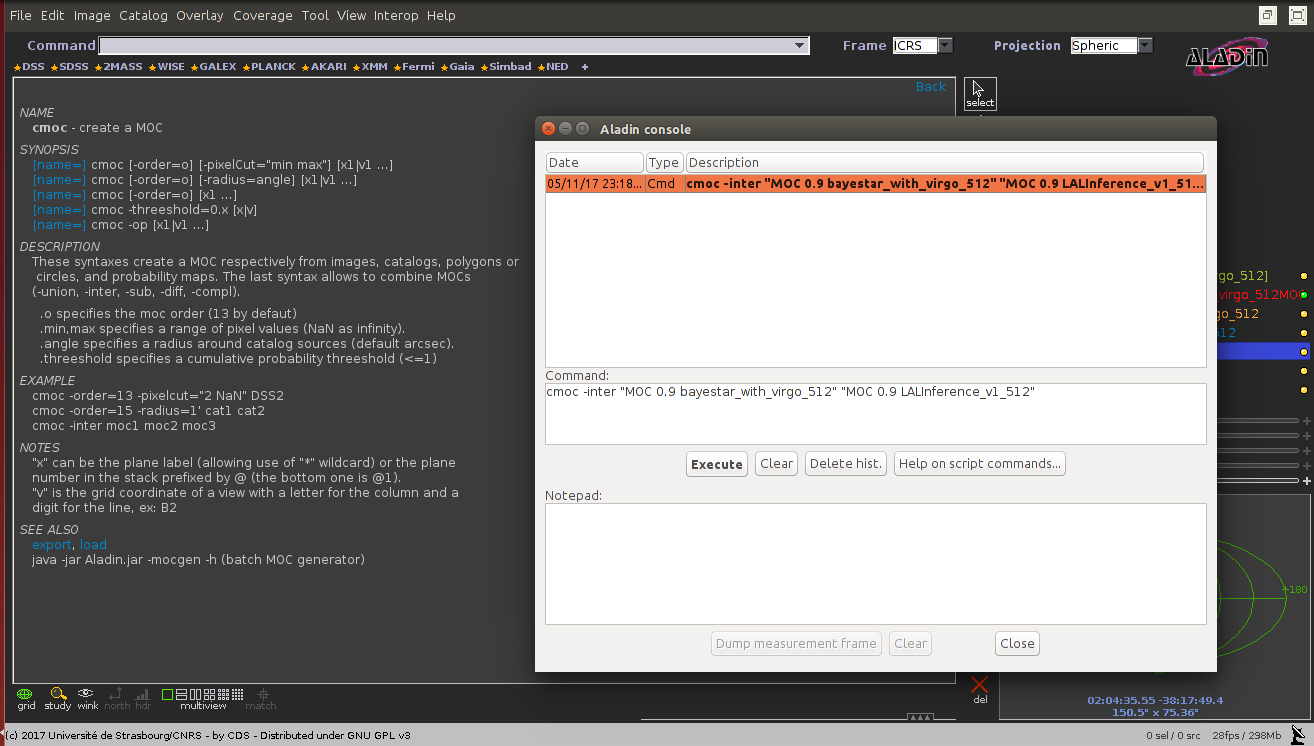 File Edit Image Catalog Overlay Coverage Tool View Interop Help
Command Frame ICRS Projection Spheric ALADIN
DSS SDSS 2MASS WISE GALEX PLANCK AKARI XMM Fermi Gaia Simbad NED +
Back
select
NAME
cmoc - create a MOC
SYNOPSIS
[name=] cmoc [-order=o] [-pixelCut="min max"] [x1|v1 ...]
[name=] cmoc [-order=o] [-radius=angle] [x1|v1 ...]
[name=] cmoc [-order=o] [x1 ...]
[name=] cmoc -threeshold=0.x [x|v]
[name=] cmoc -op [x1|v1 ...]
DESCRIPTION
These syntaxes create a MOC respectively from images, catalogs, polygons or
circles, and probability maps. The last syntax allows to combine MOCs
(-union, -inter, -sub, -diff, -compl).
.o specifies the moc order (13 by defaut)
.min,max specifies a range of pixel values (NaN as infinity).
.angle specifies a radius around catalog sources (default arcsec).
.threeshold specifies a cumulative probability threeshold (<=1)
EXAMPLE
cmoc -order=13 -pixelcut="2 NaN" DSS2
cmoc -order=15 -radius=1' cat1 cat2
cmoc -inter moc1 moc2 moc3
NOTES
"x" can be the plane label (allowing use of "*" wildcard) or the plane
number in the stack prefixed by @ (the bottom one is @1).
"v" is the grid coordinate of a view with a letter for the column and a
digit for the line, ex: B2
SEE ALSO
export, load
java -jar Aladin.jar -mocgen -h (batch MOC generator)
Aladin console
Date Type Description
05/11/17 23:18... Cmd cmoc -inter "MOC 0.9 bayestar_with_virgo_512" "MOC 0.9 LALInference_v1_51...
Command:
cmoc -inter "MOC 0.9 bayestar_with_virgo_512" "MOC 0.9 LALInference_v1_512"
Execute Clear Delete hist. Help on script commands...
Notepad:
Dump measurement frame Clear Close
go_512]
virgo_512MO
go_512
12
180
grid study wink north hdr multiview match
del
02:04:35.55 -38:17:49.4
150.5° x 75.36°
(c) 2017 Université de Strasbourg/CNRS - by CDS - Distributed under GNU GPL v3 0 sel / 0 src 28fps / 298Mb